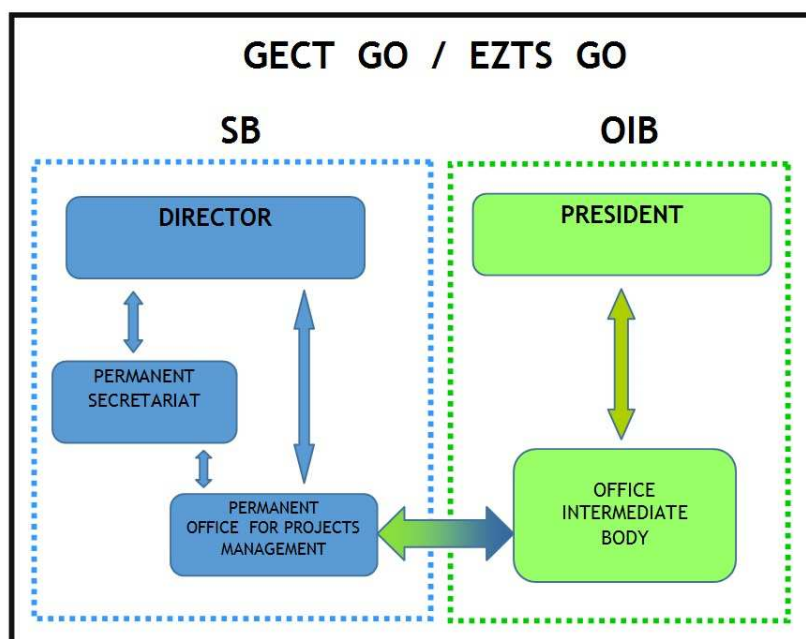 GECT GO / EZTS GO
SB
OIB
DIRECTOR
PRESIDENT
PERMANENT
SECRETARIAT
PERMANENT
OFFICE FOR PROJECTS
MANAGEMENT
OFFICE
INTERMEDIATE
BODY